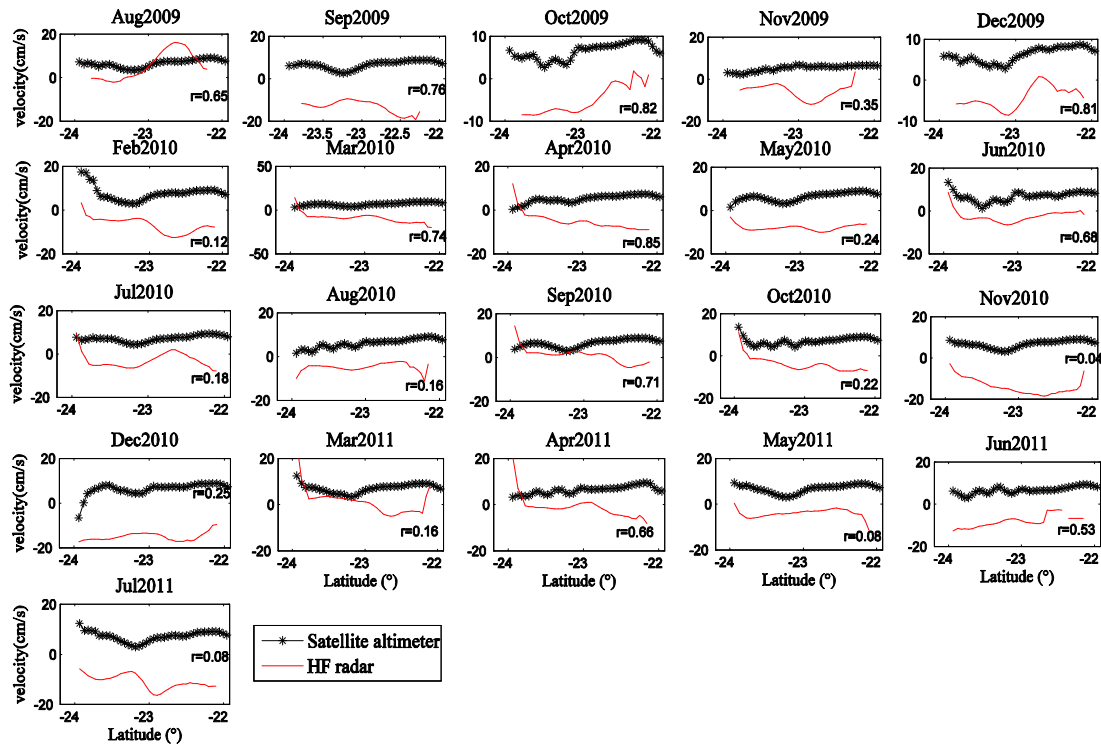 Aug2009 Sep2009 Oct2009 Nov2009 Dec2009
velocity(cm/s)
20 0 -20 -24 -23 -22 r=0.65
20 0 -20 -24 -23.5 -23 -22.5 -22 r=0.76
10 0 -10 -24 -23 -22 r=0.82
20 0 -20 -24 -23 -22 r=0.35
10 0 -10 -24 -23 -22 r=0.81
Feb2010 Mar2010 Apr2010 May2010 Jun2010
velocity(cm/s)
20 0 -20 -24 -23 -22 r=0.12
50 0 -50 -24 -23 -22 r=0.74
20 0 -20 -24 -23 -22 r=0.85
20 0 -20 -24 -23 -22 r=0.24
20 0 -20 -24 -23 -22 r=0.68
Jul2010 Aug2010 Sep2010 Oct2010 Nov2010
velocity(cm/s)
20 0 -20 -24 -23 -22 r=0.18
20 0 -20 -24 -23 -22 r=0.16
20 0 -20 -24 -23 -22 r=0.71
20 0 -20 -24 -23 -22 r=0.22
20 0 -20 -24 -23 -22 r=0.04
Dec2010 Mar2011 Apr2011 May2011 Jun2011
velocity(cm/s)
20 0 -20 -24 -23 -22 r=0.25
20 0 -20 -24 -23 -22 r=0.16
Latitude (°)
20 0 -20 -24 -23 -22 r=0.66
Latitude (°)
20 0 -20 -24 -23 -22 r=0.08
Latitude (°)
20 0 -20 -24 -23 -22 r=0.53
Latitude (°)
Jul2011
velocity(cm/s)
20 0 -20 -24 -23 -22 r=0.08
Latitude (°)
Satellite altimeter
HF radar